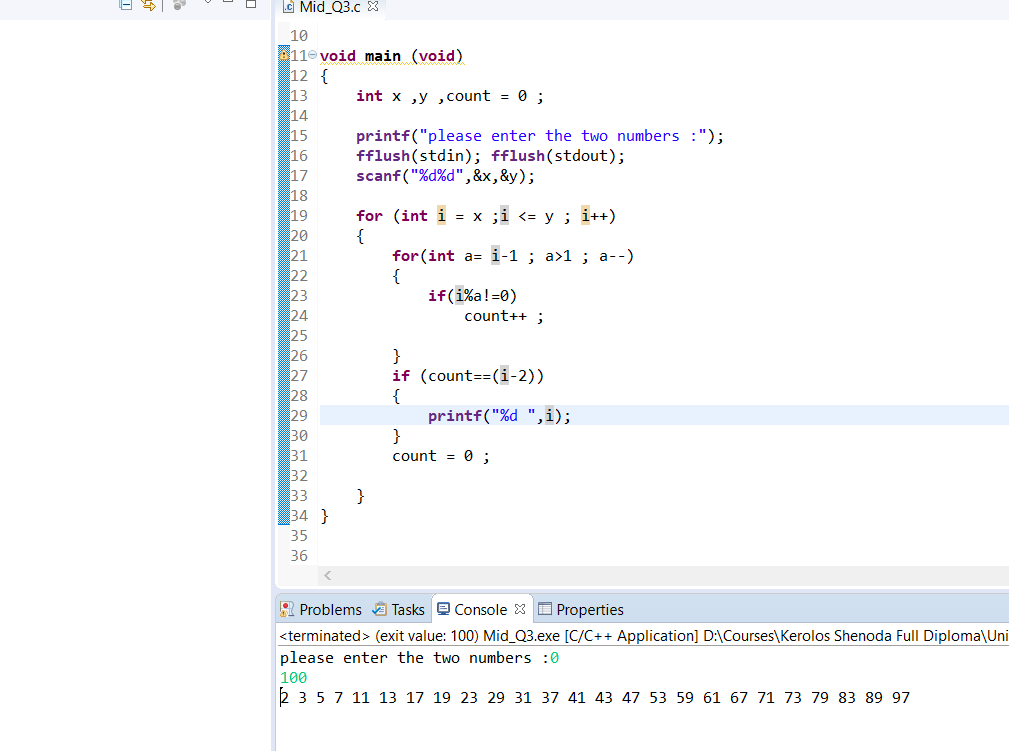 Mid_Q3.c
10
11 void main (void)
12 {
13 int x ,y ,count = 0 ;
14
15 printf("please enter the two numbers :");
16 fflush(stdin); fflush(stdout);
17 scanf("%d%d",&x,&y);
18
19 for (int i = x ;i <= y ; i++)
20 {
21 for(int a= i-1 ; a>1 ; a--)
22 {
23 if(i%a!=0)
24 count++ ;
25
26 }
27 if (count==(i-2))
28 {
29 printf("%d ",i);
30 }
31 count = 0 ;
32
33 }
34 }
35
36
Problems Tasks Console Properties
<terminated> (exit value: 100) Mid_Q3.exe [C/C++ Application] D:\Courses\Kerolos Shenoda Full Diploma\Uni
please enter the two numbers :0
100
2 3 5 7 11 13 17 19 23 29 31 37 41 43 47 53 59 61 67 71 73 79 83 89 97